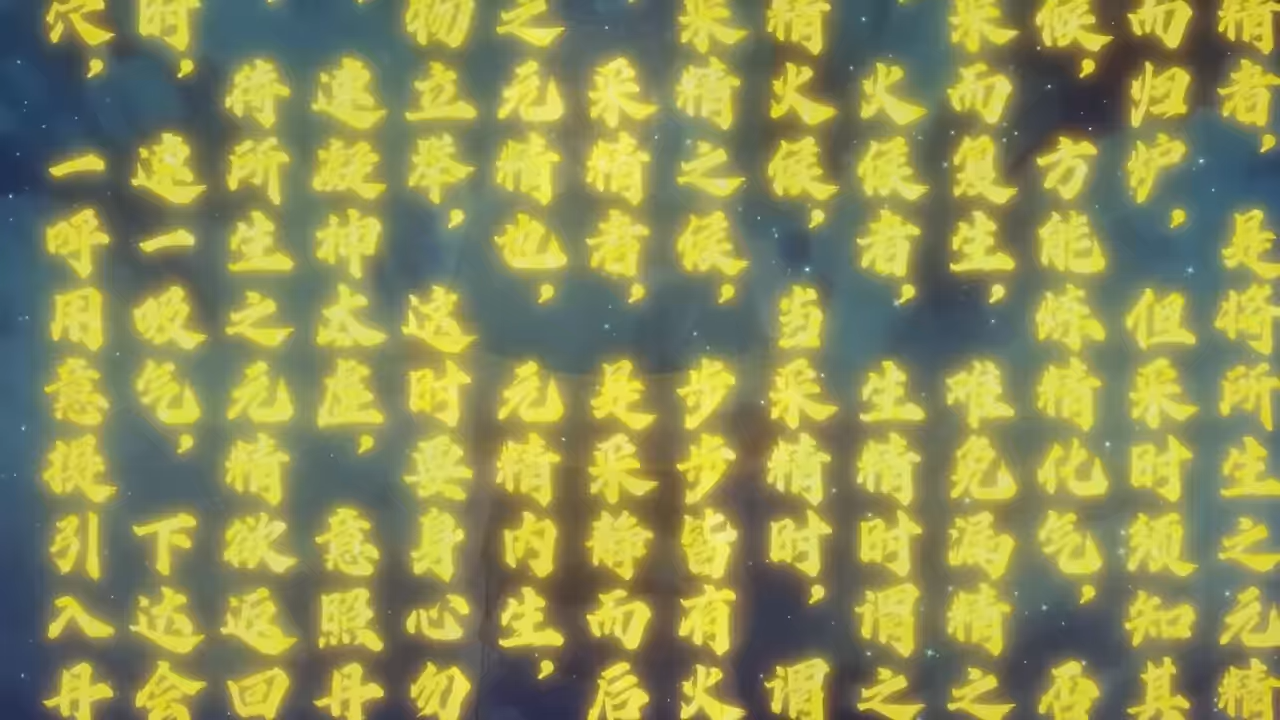 精者，是将所生之元精
而归炉，但采时须知其
候，方能炼精化气，否
采而复生，难免漏精之
火候者，生精时谓之
精火候，当采精时，谓
采精之候，步步皆有火
采精者，是采静而后
之元精也，元精内生，
物立举，这时要身心勿
速凝神太虚，意照丹
将所生之元精欲返回
时，速一吸气，下达会
穴，一呼用意提引入丹